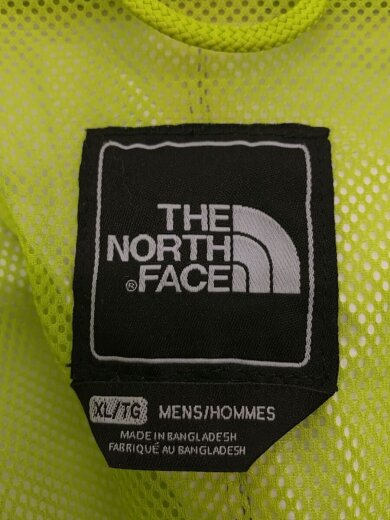 THE
NORTH
® FACE
XL/TG MENS/HOMMES
MADE IN BANGLADESH
FABRIQUÉ AU BANGLADESH